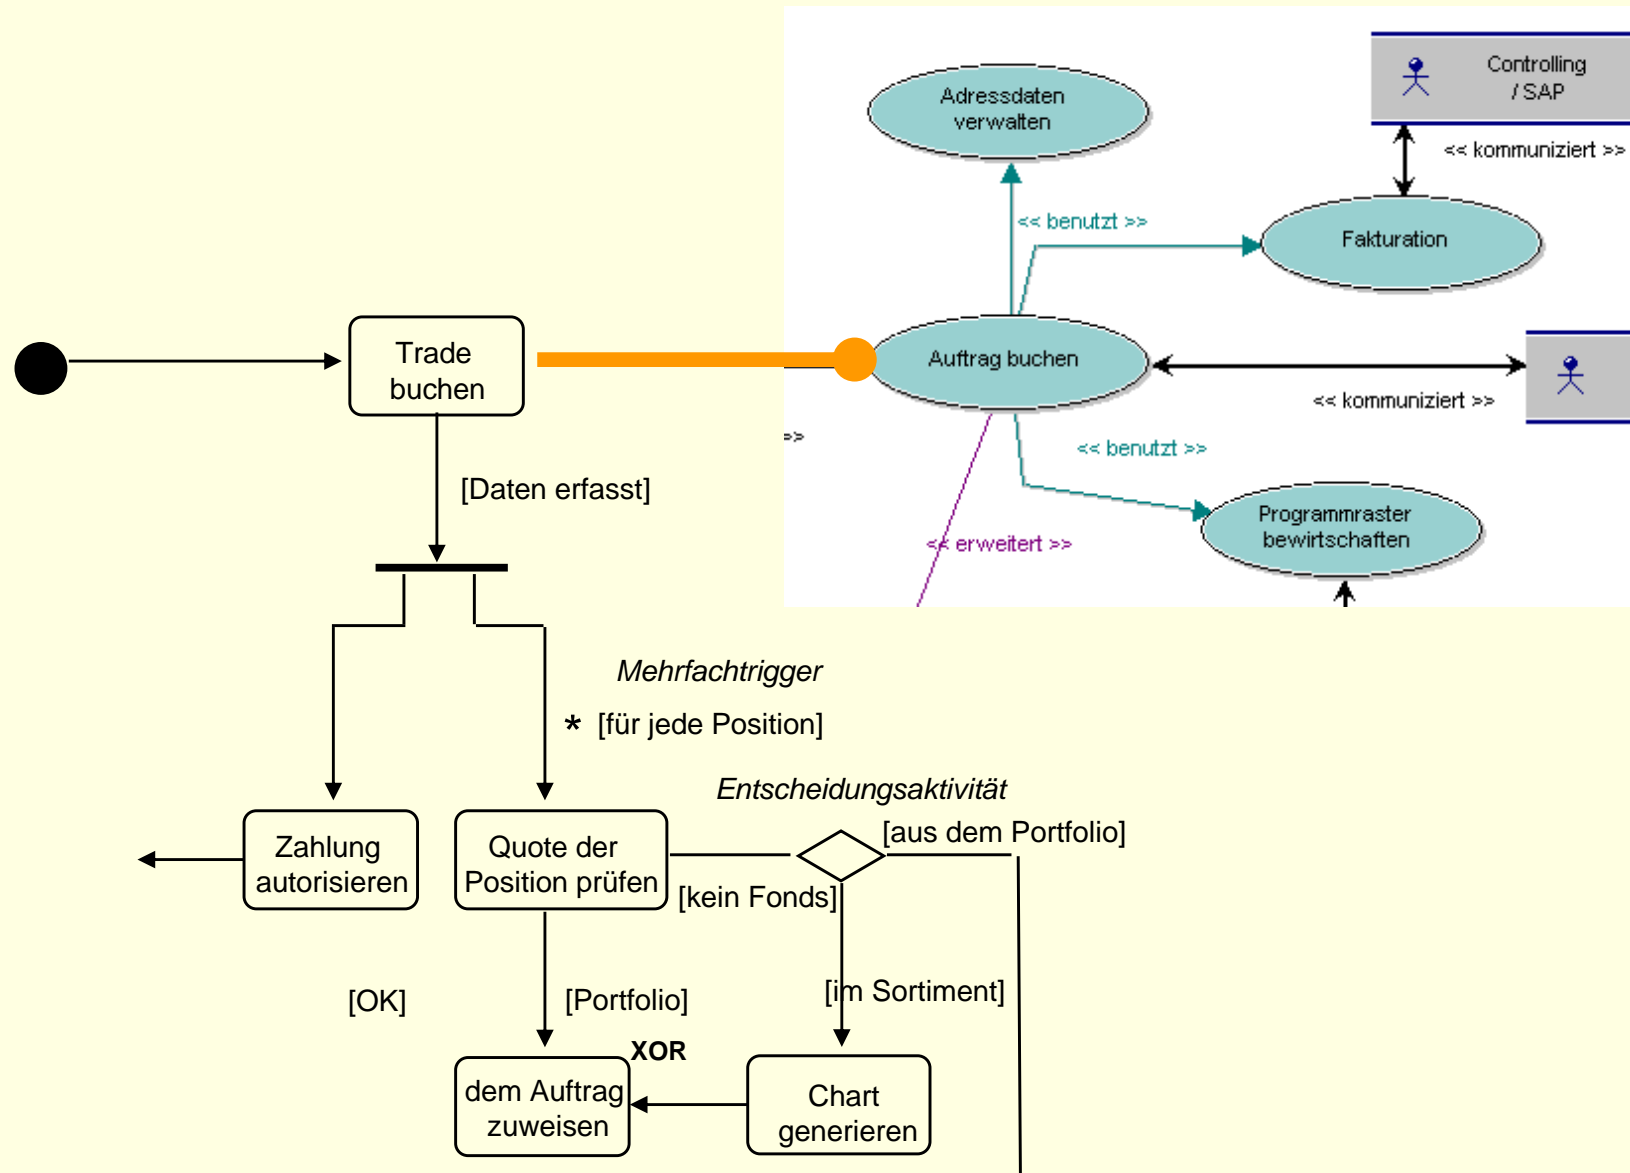 Controlling
/ SAP
Adressdaten
verwalten
<< kommuniziert >>
<< benutzt >>
Fakturation
Trade
buchen
Auftrag buchen
<< kommuniziert >>
>>
<< benutzt >>
[Daten erfasst]
Programmraster
bewirtschaften
<< erweitert >>
Mehrfachtrigger
* [für jede Position]
Entscheidungsaktivität
[aus dem Portfolio]
Zahlung
autorisieren
Quote der
Position prüfen
[kein Fonds]
[OK]
[Portfolio]
[im Sortiment]
XOR
dem Auftrag
zuweisen
Chart
generieren